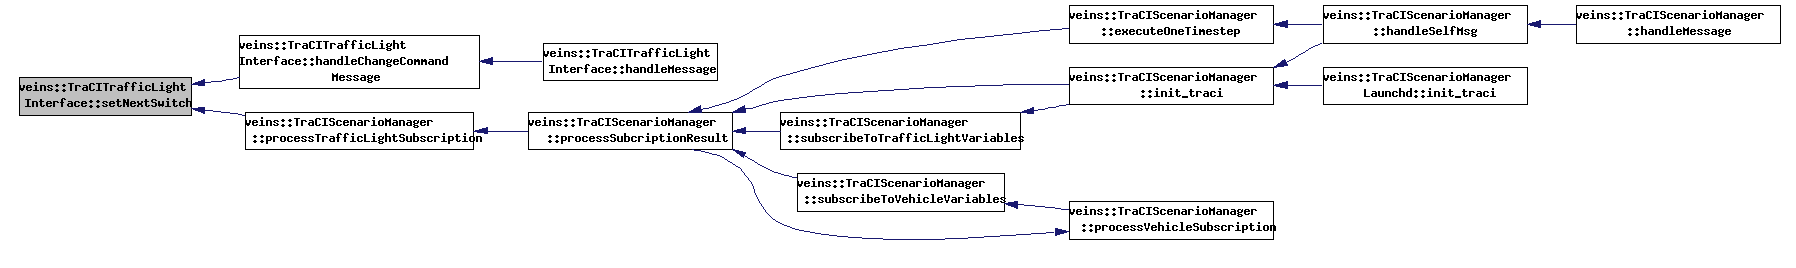 veins::TraCITrafficLight
Interface::setNextSwitch
veins::TraCITrafficLight
Interface::handleChangeCommand
Message
veins::TraCITrafficLight
Interface::handleMessage
veins::TraCIScenarioManager
::processTrafficLightSubscription
veins::TraCIScenarioManager
::processSubcriptionResult
veins::TraCIScenarioManager
::executeOneTimestep
veins::TraCIScenarioManager
::handleSelfMsg
veins::TraCIScenarioManager
::handleMessage
veins::TraCIScenarioManager
::init_traci
veins::TraCIScenarioManager
Launchd::init_traci
veins::TraCIScenarioManager
::subscribeToTrafficLightVariables
veins::TraCIScenarioManager
::subscribeToVehicleVariables
veins::TraCIScenarioManager
::processVehicleSubscription